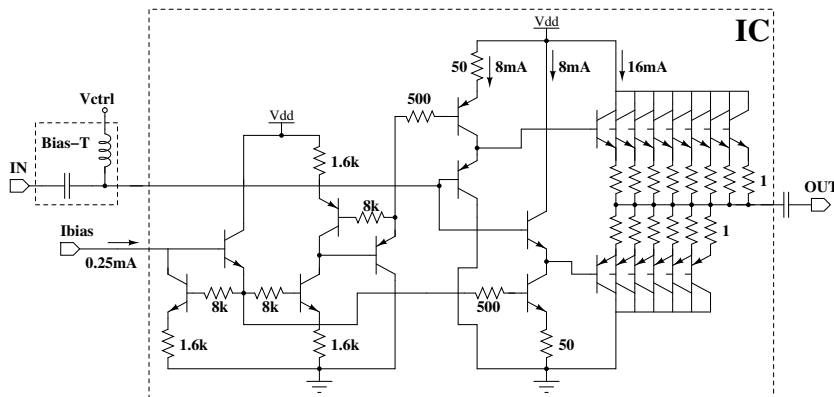 IC
Vdd
50
8mA
8mA
16mA
Vctrl
500
Bias-T
Vdd
1.6k
IN
8k
1
OUT
Ibias
0.25mA
1
8k
8k
500
1.6k
1.6k
50